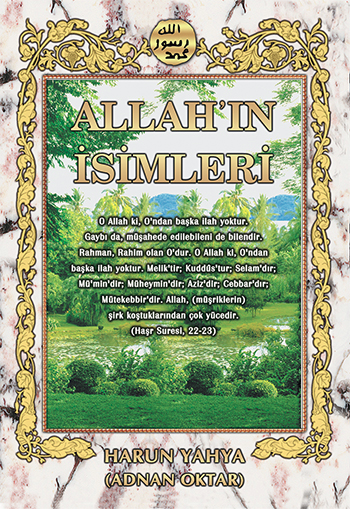 الله
رسول
محمد
ALLAH'IN
İSİMLERİ
O Allah ki, O'ndan başka ilah yoktur.
Gaybı da, müşahede edilebileni de bilendir.
Rahman, Rahim olan O'dur. O Allah ki, O'ndan
başka ilah yoktur. Melik'tir; Kuddûs'tur; Selam'dır;
Mü'min'dir; Müheymin'dir; Aziz'dir; Cebbar'dır;
Mütekebbir'dir. Allah, (müşriklerin)
şirk koştuklarından çok yücedir.
(Haşr Suresi, 22-23)
HARUN YAHYA
(ADNAN OKTAR)